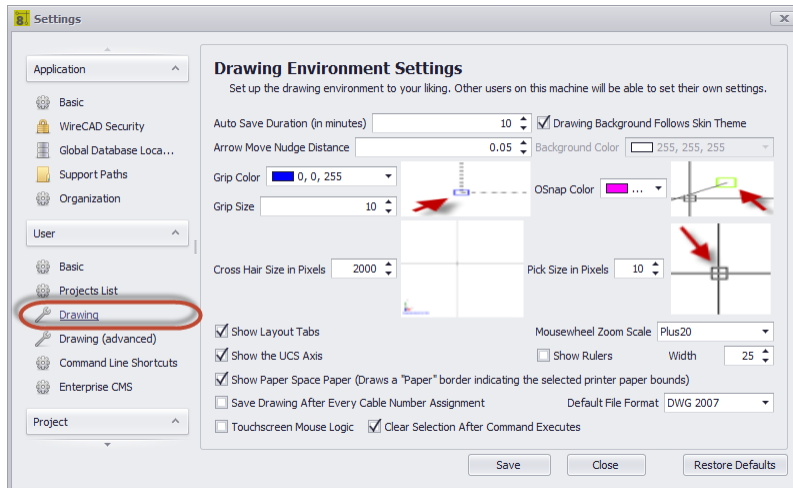 Settings
Application
Basic
WireCAD Security
Global Database Loca...
Support Paths
Organization
User
Basic
Projects List
Drawing
Drawing (advanced)
Command Line Shortcuts
Enterprise CMS
Project
Drawing Environment Settings
Set up the drawing environment to your liking. Other users on this machine will be able to set their own settings.
Auto Save Duration (in minutes) 10 Drawing Background Follows Skin Theme
Arrow Move Nudge Distance 0.05 Background Color 255, 255, 255
Grip Color 0, 0, 255 OSnap Color ...
Grip Size 10
Cross Hair Size in Pixels 2000 Pick Size in Pixels 10
Show Layout Tabs Mousewheel Zoom Scale Plus20
Show the UCS Axis Show Rulers Width 25
Show Paper Space Paper (Draws a "Paper" border indicating the selected printer paper bounds)
Save Drawing After Every Cable Number Assignment Default File Format DWG 2007
Touchscreen Mouse Logic Clear Selection After Command Executes
Save Close Restore Defaults